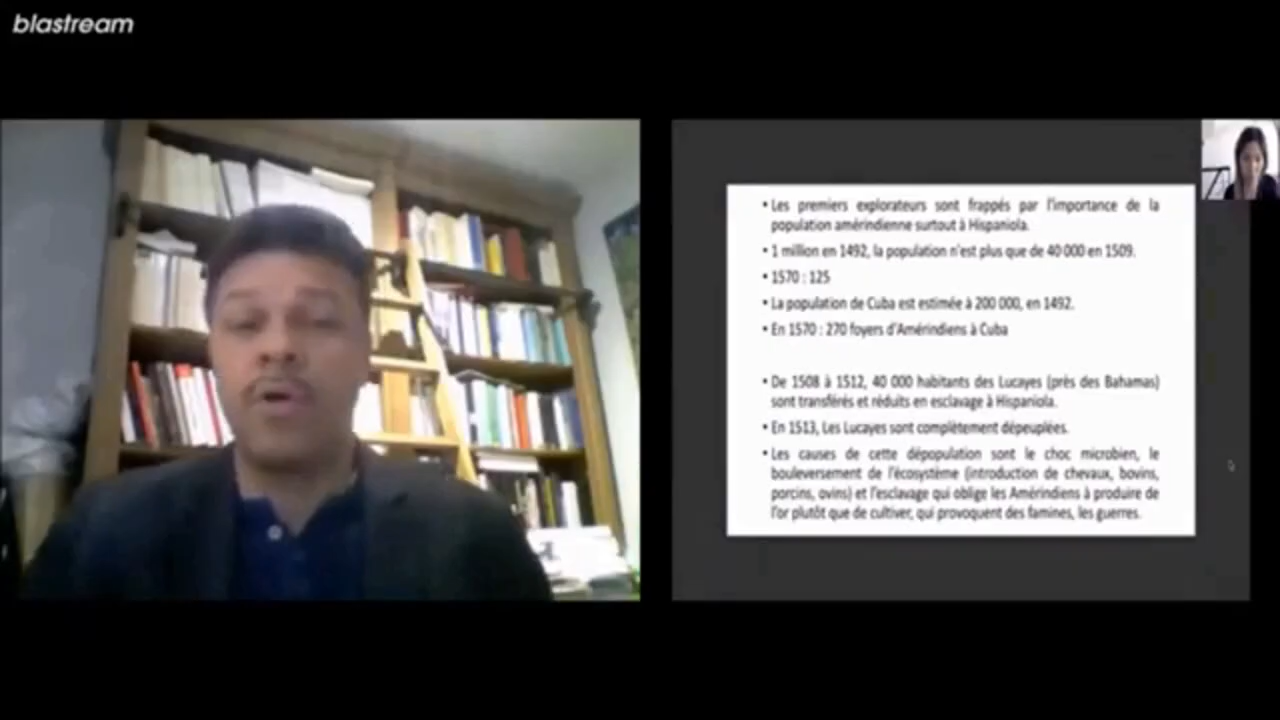 blastream
• Les premiers explorateurs sont frappés par l'importance de la
population amérindienne surtout à Hispaniola.
• 1 million en 1492, la population n'est plus que de 40 000 en 1509.
• 1570 : 125
• La population de Cuba est estimée à 200 000, en 1492.
• En 1570 : 270 foyers d'Amérindiens à Cuba
• De 1508 à 1512, 40 000 habitants des Lucayes (près des Bahamas)
sont transférés et réduits en esclavage à Hispaniola.
• En 1513, Les Lucayes sont complètement dépeuplées.
• Les causes de cette dépopulation sont le choc microbien, le
bouleversement de l'écosystème (introduction de chevaux, bovins,
porcins, ovins) et l'esclavage qui oblige les Amérindiens à produire de
l'or plutôt que de cultiver, qui provoquent des famines, les guerres.